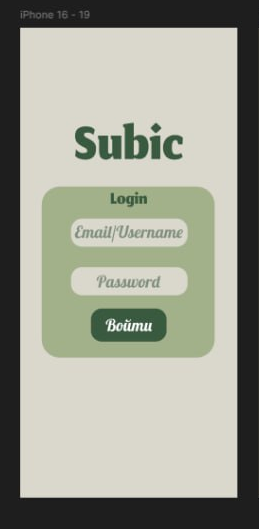 iPhone 16 - 19
Subic
Login
Email/Username
Password
Войти